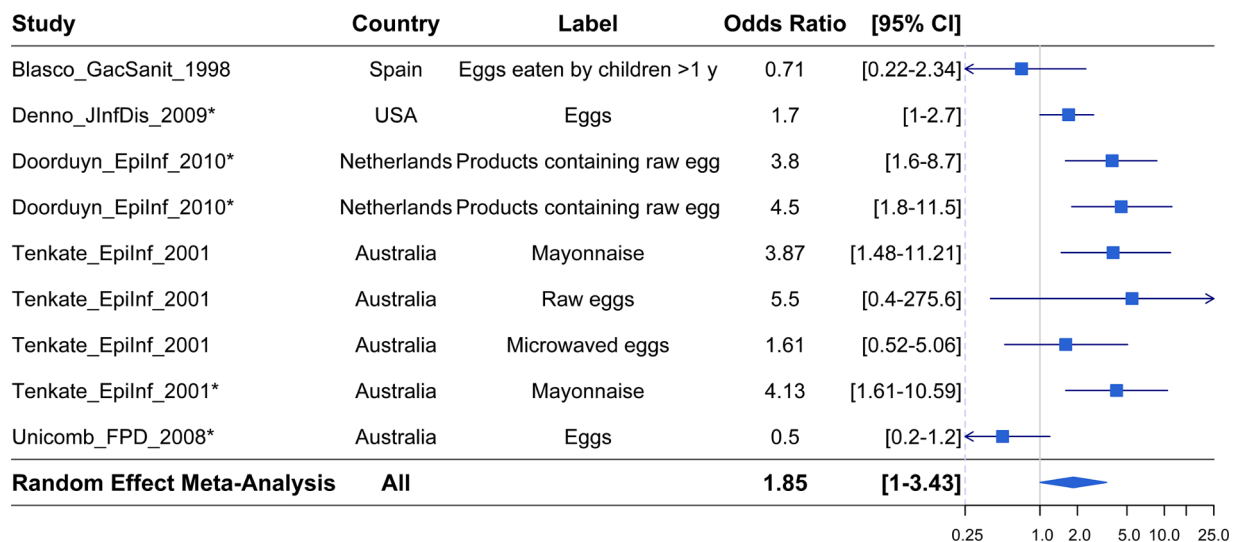 Study Country Label Odds Ratio [95% CI]
Blasco_GacSanit_1998 Spain Eggs eaten by children >1 y 0.71 [0.22-2.34]
Denno_JInfDis_2009* USA Eggs 1.7 [1-2.7]
Doorduyn_EpiInf_2010* Netherlands Products containing raw egg 3.8 [1.6-8.7]
Doorduyn_EpiInf_2010* Netherlands Products containing raw egg 4.5 [1.8-11.5]
Tenkate_EpiInf_2001 Australia Mayonnaise 3.87 [1.48-11.21]
Tenkate_EpiInf_2001 Australia Raw eggs 5.5 [0.4-275.6]
Tenkate_EpiInf_2001 Australia Microwaved eggs 1.61 [0.52-5.06]
Tenkate_EpiInf_2001* Australia Mayonnaise 4.13 [1.61-10.59]
Unicomb_FPD_2008* Australia Eggs 0.5 [0.2-1.2]
Random Effect Meta-Analysis All 1.85 [1-3.43]
0.25 1.0 2.0 5.0 10.0 25.0